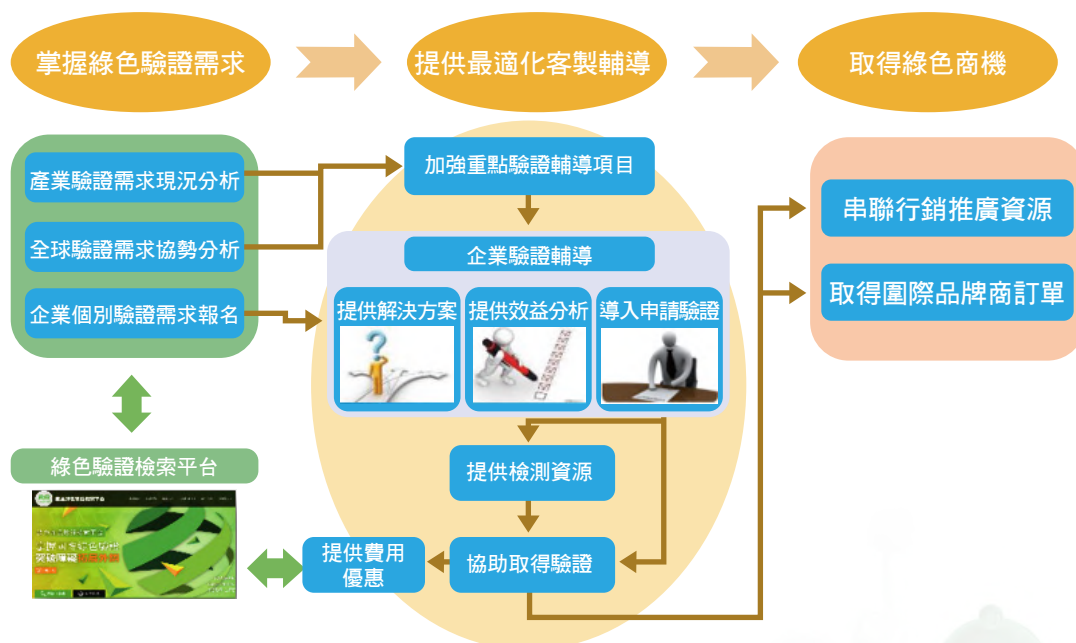 掌握綠色驗證需求
提供最適化客製輔導
取得綠色商機
產業驗證需求現況分析
全球驗證需求協勢分析
企業個別驗證需求報名
加強重點驗證輔導項目
企業驗證輔導
提供解決方案
提供效益分析
導入申請驗證
提供檢測資源
協助取得驗證
提供費用
優惠
串聯行銷推廣資源
取得圍際品牌商訂單
綠色驗證檢索平台